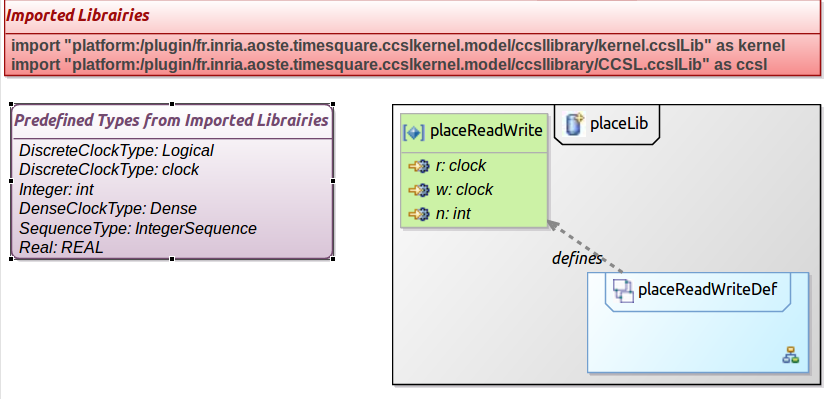 Imported Librairies
import "platform:/plugin/fr.inria.aoste.timesquare.ccslkernel.model/ccsllibrary/kernel.ccslLib" as kernel
import "platform:/plugin/fr.inria.aoste.timesquare.ccslkernel.model/ccsllibrary/CCSL.ccslLib" as ccsl
Predefined Types from Imported Librairies
DiscreteClockType: Logical
DiscreteClockType: clock
Integer: int
DenseClockType: Dense
SequenceType: IntegerSequence
Real: REAL
placeLib
placeReadWrite
r: clock
w: clock
n: int
defines
placeReadWriteDef